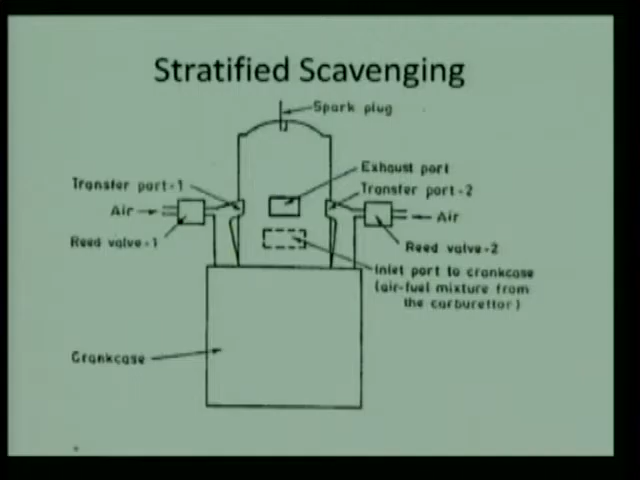 Stratified Scavenging
Spark plug
Exhaust port
Transfer port-1
Transfer port-2
Air
Air
Reed valve-1
Reed valve-2
Inlet port to crankcase
(air-fuel mixture from
the carburettor)
Crankcase